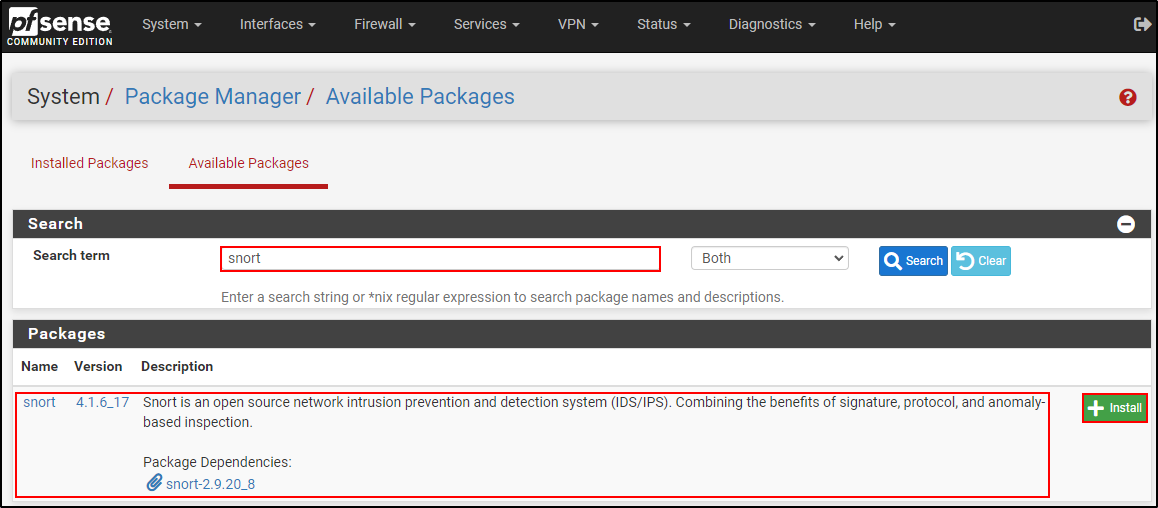 pfsense
COMMUNITY EDITION
System Interfaces Firewall Services VPN Status Diagnostics Help
System / Package Manager / Available Packages
Installed Packages Available Packages
Search
Search term snort Both Search Clear
Enter a search string or *nix regular expression to search package names and descriptions.
Packages
Name Version Description
snort 4.1.6_17 Snort is an open source network intrusion prevention and detection system (IDS/IPS). Combining the benefits of signature, protocol, and anomaly- Install
based inspection.
Package Dependencies:
snort-2.9.20_8